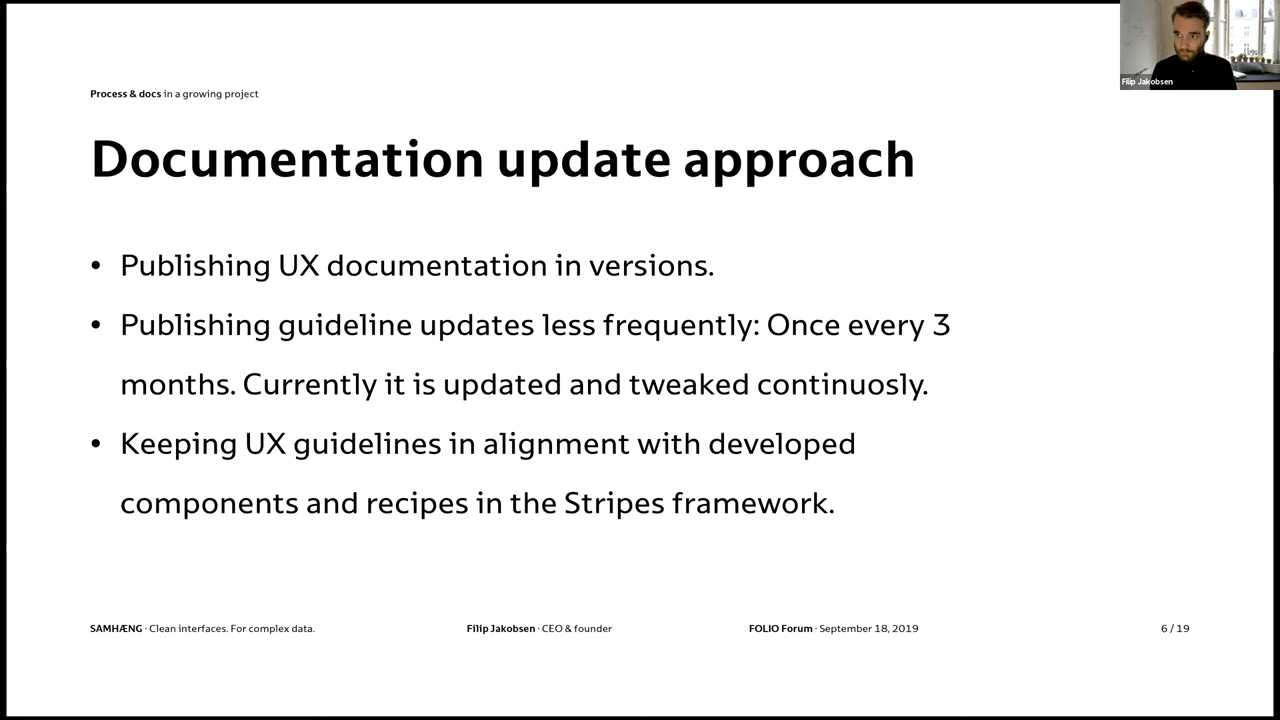 Filip Jakobsen
Process & docs in a growing project
Documentation update approach
• Publishing UX documentation in versions.
• Publishing guideline updates less frequently: Once every 3
months. Currently it is updated and tweaked continuosly.
• Keeping UX guidelines in alignment with developed
components and recipes in the Stripes framework.
SAMHÆNG · Clean interfaces. For complex data. Filip Jakobsen · CEO & founder FOLIO Forum · September 18, 2019 6 / 19